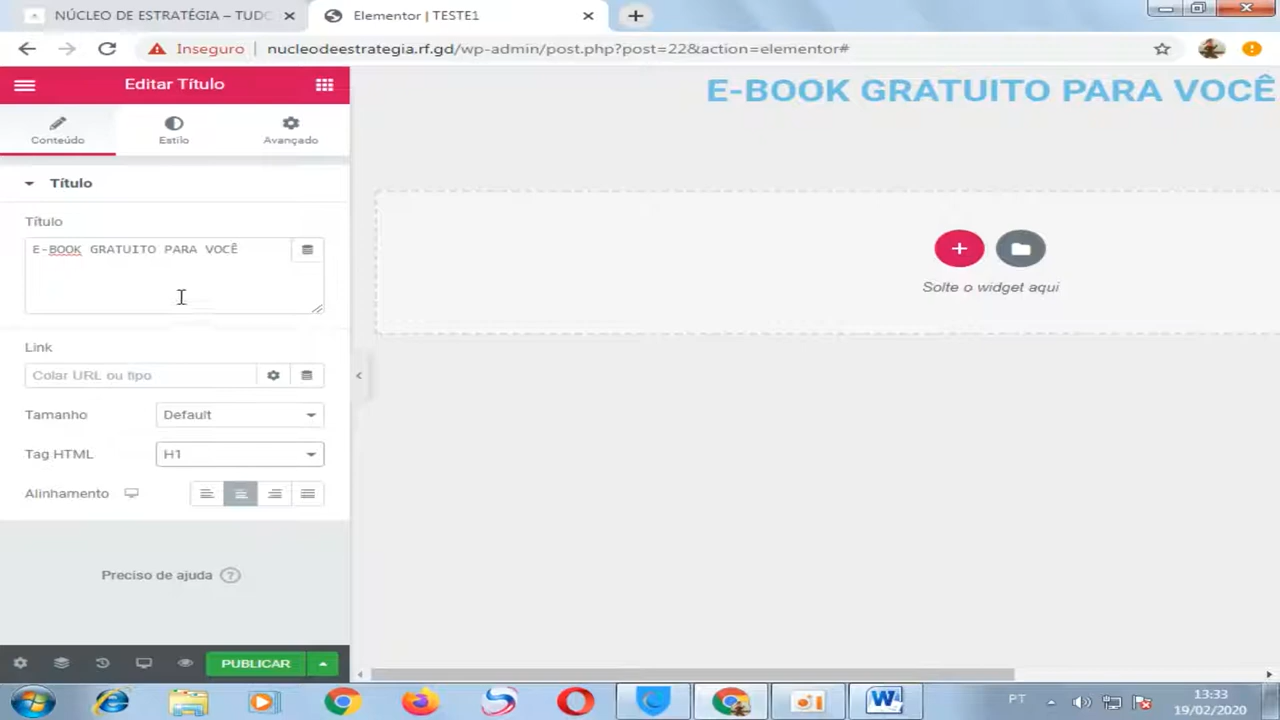 NÚCLEO DE ESTRATÉGIA – TUDO
Elementor | TESTE1
Inseguro
nucleodeestrategia.rf.gd/wp-admin/post.php?post=22&action=elementor#
Editar Título
Conteúdo
Estilo
Avançado
Título
Título
E-BOOK GRATUITO PARA VOCÊ
Link
Colar URL ou tipo
Tamanho
Default
Tag HTML
H1
Alinhamento
Preciso de ajuda ?
PUBLICAR
E-BOOK GRATUITO PARA VOCÊ
Solte o widget aqui
PT
13:33
19/02/2020